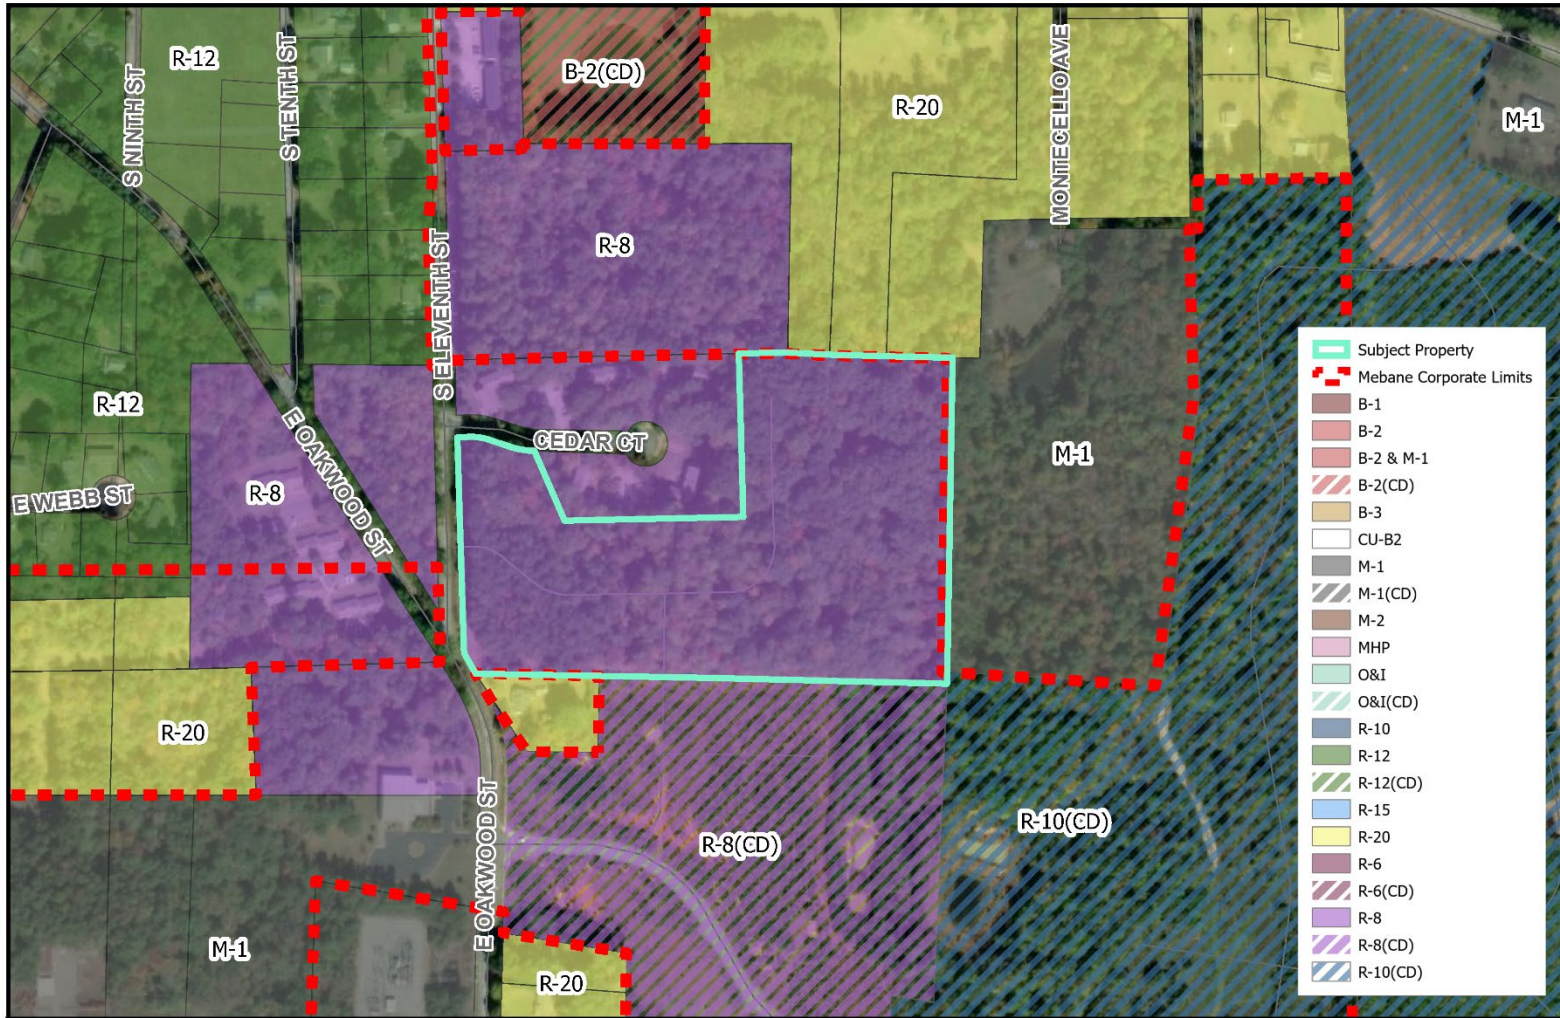 R-12
S NINTH ST
S TENTH ST
B-2(CD)
R-20
MONTECELLO AVE
M-1
R-8
S ELEVENTH ST
R-12
CEDAR CT
M-1
E WEBB ST
R-8
E OAKWOOD ST
R-20
R-8(CD)
R-10(CD)
E OAKWOOD ST
M-1
R-20
Subject Property
Mebane Corporate Limits
B-1
B-2
B-2 & M-1
B-2(CD)
B-3
CU-B2
M-1
M-1(CD)
M-2
MHP
O&I
O&I(CD)
R-10
R-12
R-12(CD)
R-15
R-20
R-6
R-6(CD)
R-8
R-8(CD)
R-10(CD)